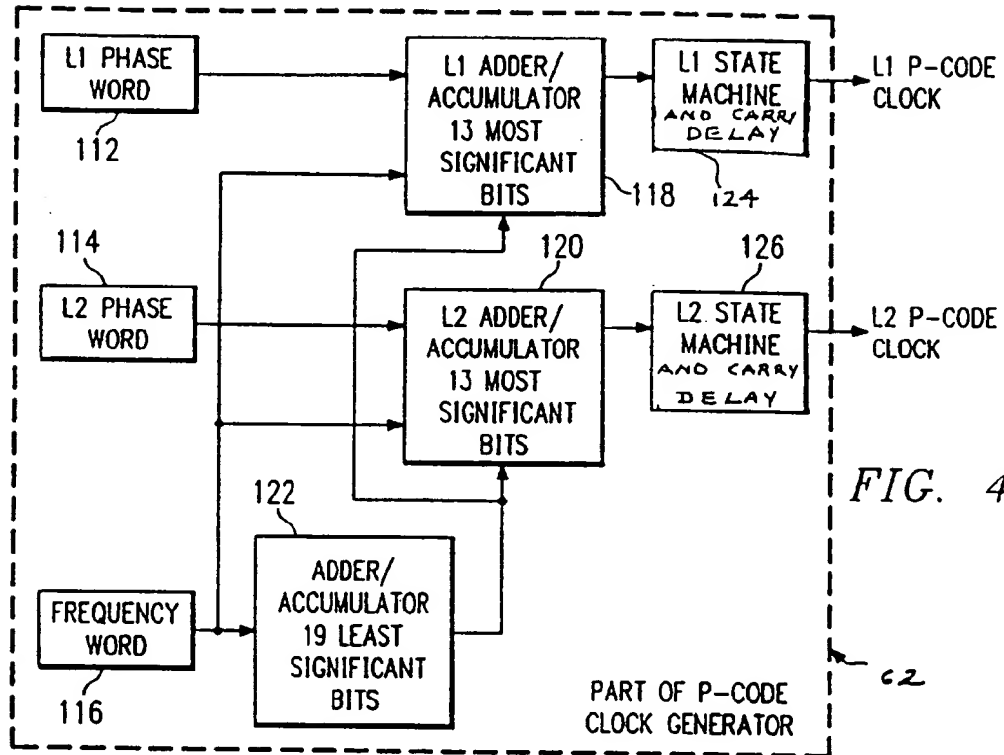 L1 PHASE
WORD
112
L1 ADDER/
ACCUMULATOR
13 MOST
SIGNIFICANT
BITS
118
L1 STATE
MACHINE
AND CARRY
DELAY
124
L1 P-CODE
CLOCK
114
L2 PHASE
WORD
120
L2 ADDER/
ACCUMULATOR
13 MOST
SIGNIFICANT
BITS
126
L2 STATE
MACHINE
AND CARRY
DELAY
L2 P-CODE
CLOCK
FIG. 4
122
ADDER/
ACCUMULATOR
19 LEAST
SIGNIFICANT
BITS
FREQUENCY
WORD
116
PART OF P-CODE
CLOCK GENERATOR
62